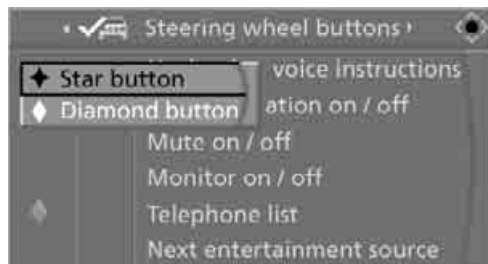 Steering wheel buttons
Star button
voice instructions
Diamond button
ation on / off
Mute on / off
Monitor on / off
Telephone list
Next entertainment source